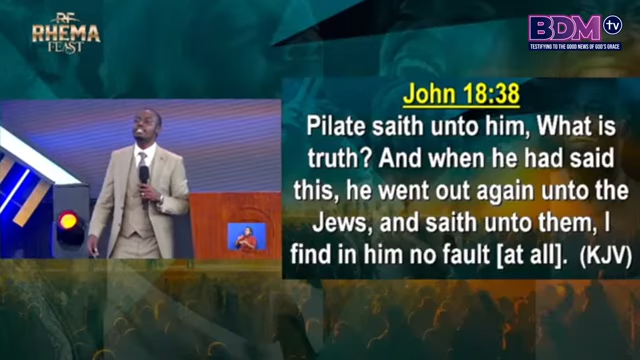 RF
RHEMA
FEAST
BDM tv
TESTIFYING TO THE GOOD NEWS OF GOD'S GRACE
John 18:38
Pilate saith unto him, What is
truth? And when he had said
this, he went out again unto the
Jews, and saith unto them, I
find in him no fault [at all]. (KJV)